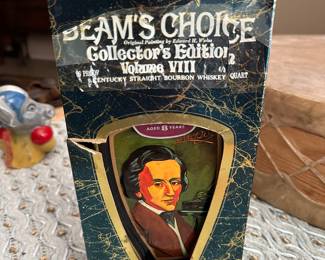 BEAM'S CHOICE
Original Painting by Edward H. Weiss
Collector's Edition
Volume VIII
KENTUCKY STRAIGHT BOURBON WHISKEY
QUART
AGED 8 YEARS